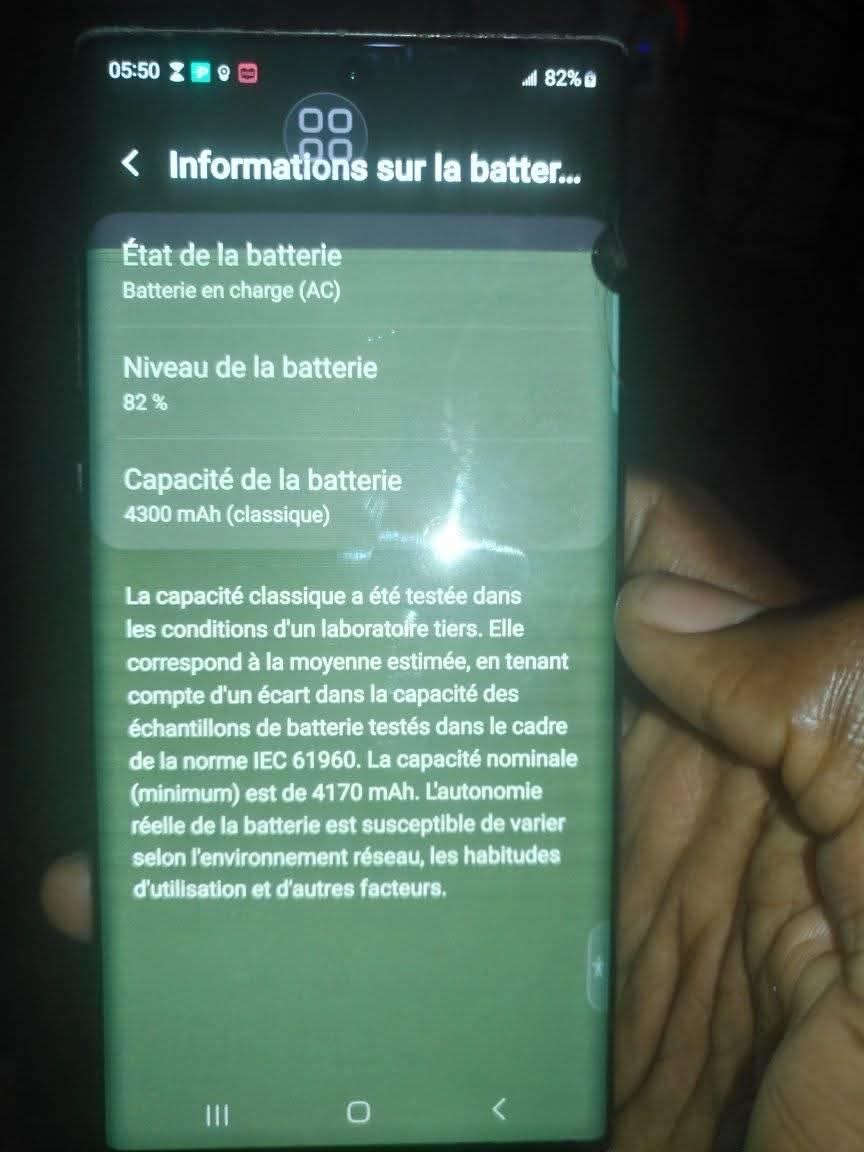 05:50
82%
Informations sur la batter...
État de la batterie
Batterie en charge (AC)
Niveau de la batterie
82 %
Capacité de la batterie
4300 mAh (classique)
La capacité classique a été testée dans
les conditions d'un laboratoire tiers. Elle
correspond à la moyenne estimée, en tenant
compte d'un écart dans la capacité des
échantillons de batterie testés dans le cadre
de la norme IEC 61960. La capacité nominale
(minimum) est de 4170 mAh. L'autonomie
réelle de la batterie est susceptible de varier
selon l'environnement réseau, les habitudes
d'utilisation et d'autres facteurs.